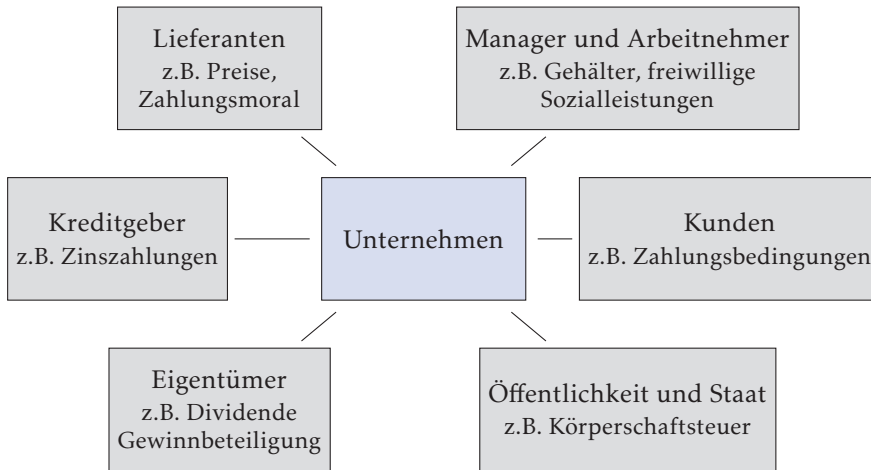 Lieferanten
z.B. Preise,
Zahlungsmoral
Manager und Arbeitnehmer
z.B. Gehälter, freiwillige
Sozialleistungen
Kreditgeber
z.B. Zinszahlungen
Unternehmen
Kunden
z.B. Zahlungsbedingungen
Eigentümer
z.B. Dividende
Gewinnbeteiligung
Öffentlichkeit und Staat
z.B. Körperschaftsteuer